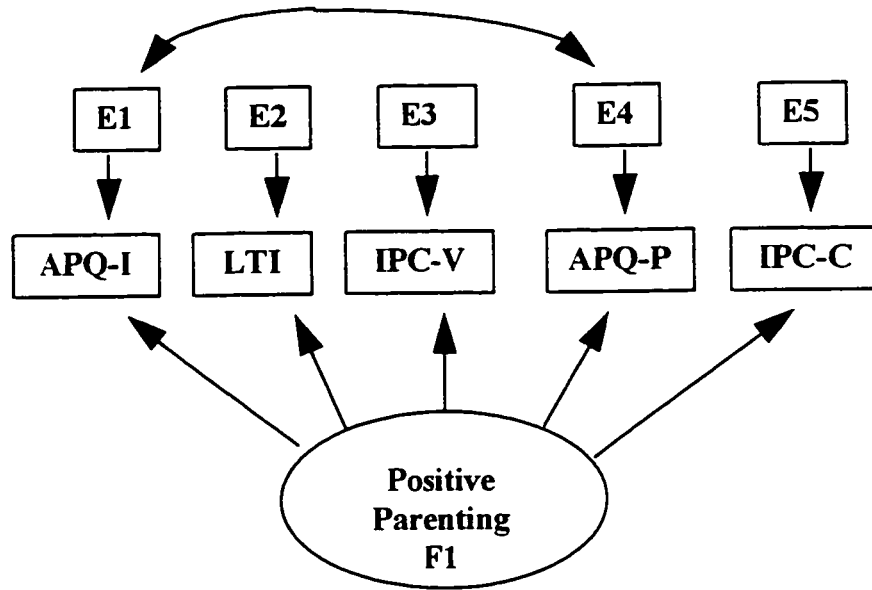 E1 E2 E3 E4 E5
APQ-I LTI IPC-V APQ-P IPC-C
Positive
Parenting
F1